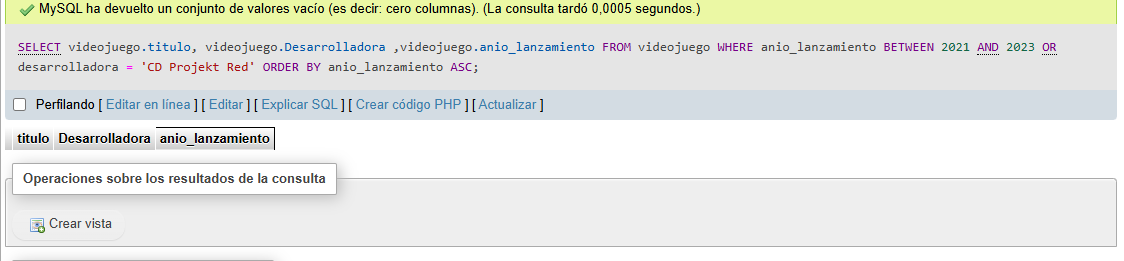 MySQL ha devuelto un conjunto de valores vacío (es decir: cero columnas). (La consulta tardó 0,0005 segundos.)
SELECT videojuego.titulo, videojuego.Desarrolladora ,videojuego.anio_lanzamiento FROM videojuego WHERE anio_lanzamiento BETWEEN 2021 AND 2023 OR
desarrolladora = 'CD Projekt Red' ORDER BY anio_lanzamiento ASC;
Perfilando [ Editar en línea ] [ Editar ] [ Explicar SQL ] [ Crear código PHP ] [ Actualizar ]
titulo Desarrolladora anio_lanzamiento
Operaciones sobre los resultados de la consulta
Crear vista